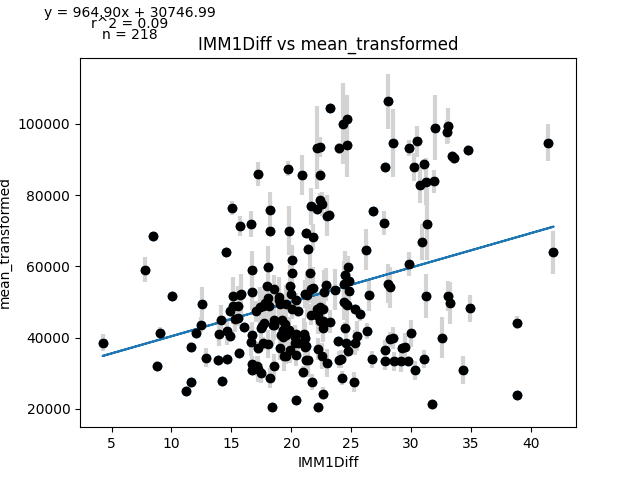 y = 964.90x + 30746.99
r^2 = 0.09
n = 218
IMM1Diff vs mean_transformed
100000
80000
60000
40000
20000
mean_transformed
5 10 15 20 25 30 35 40
IMM1Diff